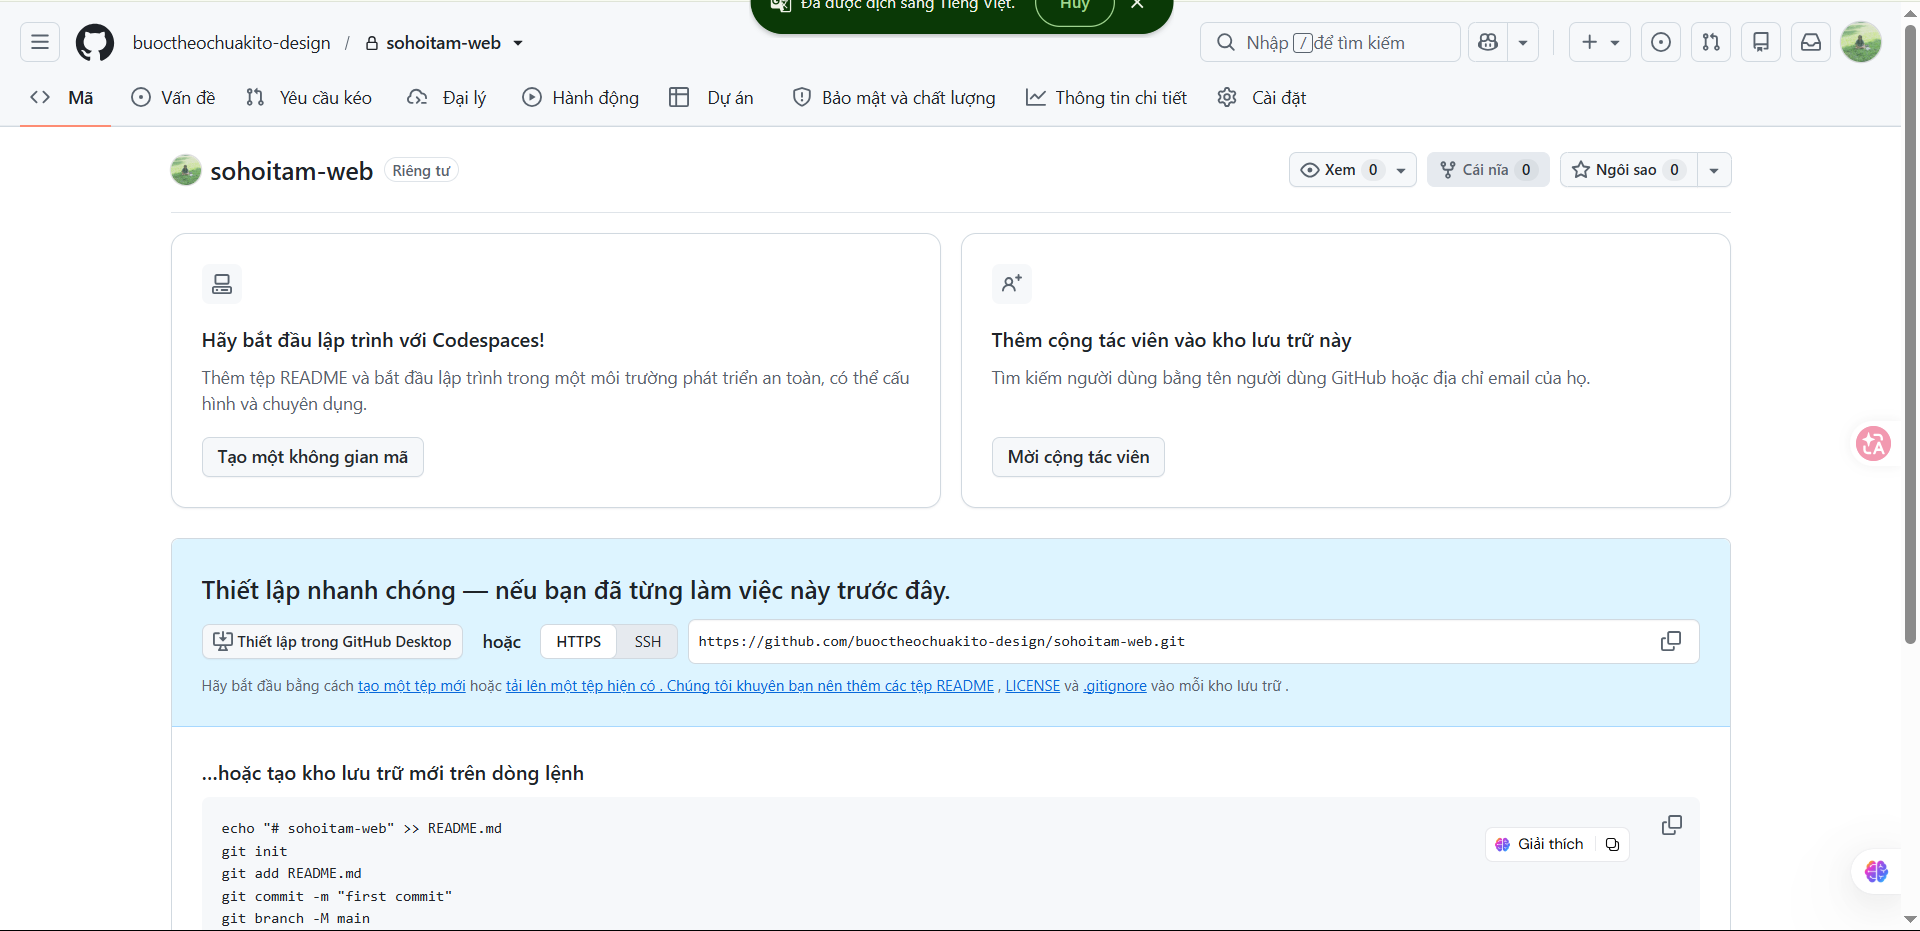 Đã được dịch sang Tiếng Việt. Hủy
buoctheochuakito-design / sohoitam-web
Nhập / để tìm kiếm
Mã Vấn đề Yêu cầu kéo Đại lý Hành động Dự án Bảo mật và chất lượng Thông tin chi tiết Cài đặt
sohoitam-web Riêng tư
Xem 0 Cái nĩa 0 Ngôi sao 0
Hãy bắt đầu lập trình với Codespaces!
Thêm tệp README và bắt đầu lập trình trong một môi trường phát triển an toàn, có thể cấu
hình và chuyên dụng.
Tạo một không gian mã
Thêm cộng tác viên vào kho lưu trữ này
Tìm kiếm người dùng bằng tên người dùng GitHub hoặc địa chỉ email của họ.
Mời cộng tác viên
Thiết lập nhanh chóng — nếu bạn đã từng làm việc này trước đây.
Thiết lập trong GitHub Desktop hoặc HTTPS SSH https://github.com/buoctheochuakito-design/sohoitam-web.git
Hãy bắt đầu bằng cách tạo một tệp mới hoặc tải lên một tệp hiện có . Chúng tôi khuyên bạn nên thêm các tệp README , LICENSE và .gitignore vào mỗi kho lưu trữ .
...hoặc tạo kho lưu trữ mới trên dòng lệnh
echo "# sohoitam-web" >> README.md
git init
git add README.md
git commit -m "first commit"
git branch -M main
Giải thích